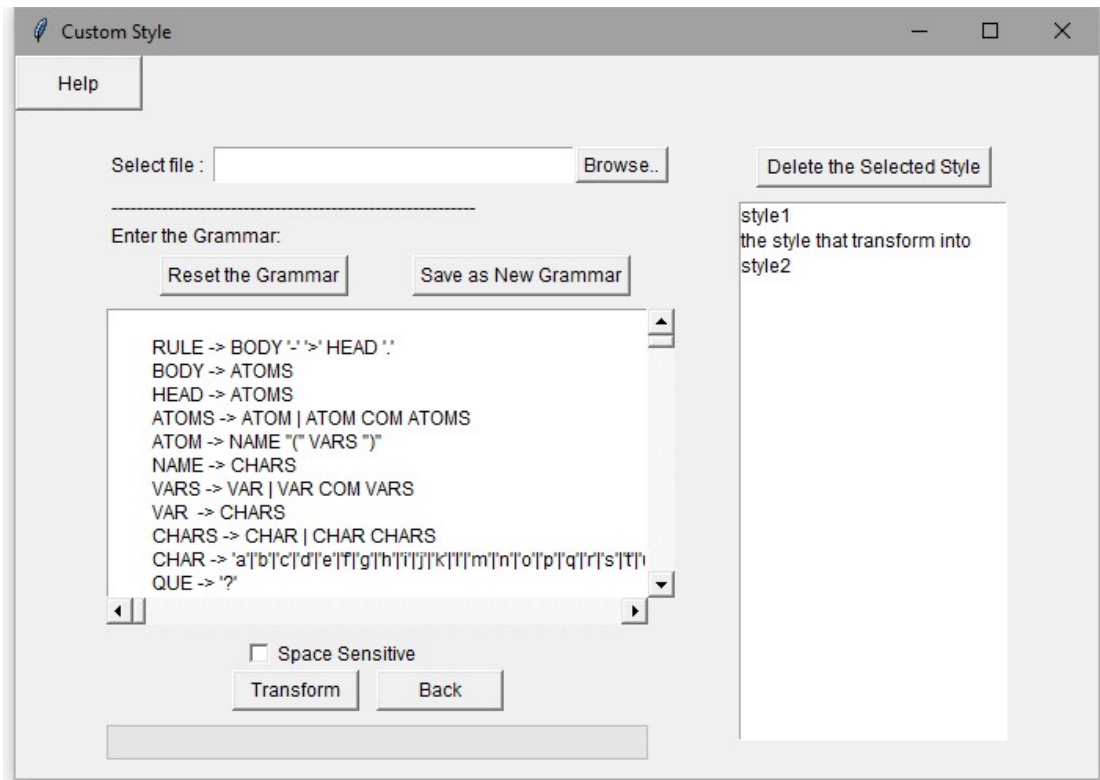 Custom Style
Help
Select file :
Browse..
Delete the Selected Style
----------------------------------------------------------
Enter the Grammar:
Reset the Grammar
Save as New Grammar
style1
the style that transform into
style2
RULE -> BODY '-' '>' HEAD '.'
BODY -> ATOMS
HEAD -> ATOMS
ATOMS -> ATOM | ATOM COM ATOMS
ATOM -> NAME "(" VARS ")"
NAME -> CHARS
VARS -> VAR | VAR COM VARS
VAR  -> CHARS
CHARS -> CHAR | CHAR CHARS
CHAR -> 'a'|'b'|'c'|'d'|'e'|'f'|'g'|'h'|'i'|'j'|'k'|'l'|'m'|'n'|'o'|'p'|'q'|'r'|'s'|'t'|
QUE -> '?'
Space Sensitive
Transform
Back